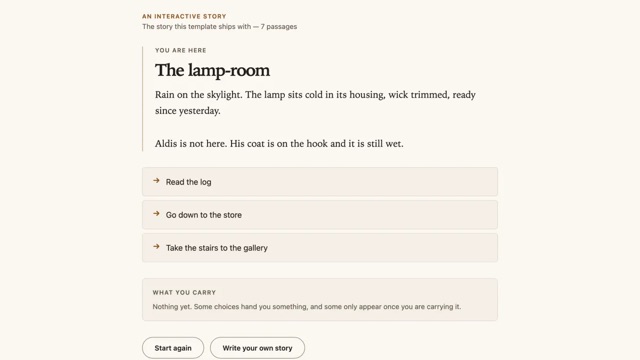 AN INTERACTIVE STORY
The story this template ships with — 7 passages
YOU ARE HERE
The lamp-room
Rain on the skylight. The lamp sits cold in its housing, wick trimmed, ready
since yesterday.
Aldis is not here. His coat is on the hook and it is still wet.
→ Read the log
→ Go down to the store
→ Take the stairs to the gallery
WHAT YOU CARRY
Nothing yet. Some choices hand you something, and some only appear once you are carrying it.
Start again
Write your own story